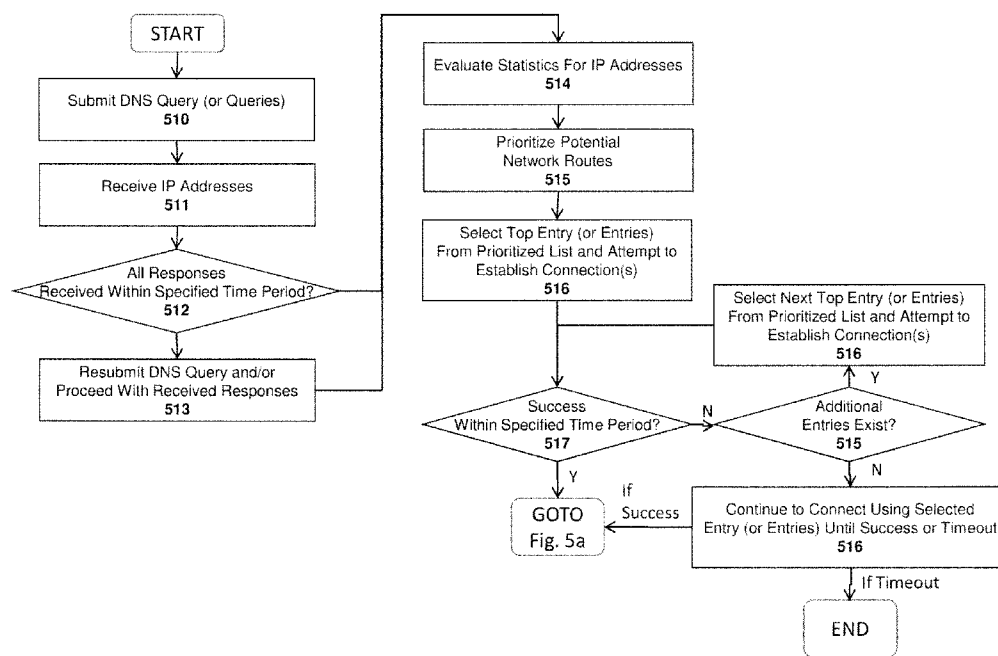 START
Submit DNS Query (or Queries)
510
Receive IP Addresses
511
All Responses
Received Within Specified Time Period?
512
Resubmit DNS Query and/or
Proceed With Received Responses
513
Evaluate Statistics For IP Addresses
514
Prioritize Potential
Network Routes
515
Select Top Entry (or Entries)
From Prioritized List and Attempt to
Establish Connection(s)
516
Select Next Top Entry (or Entries)
From Prioritized List and Attempt to
Establish Connection(s)
516
Y
Success
Within Specified Time Period?
517
N
Additional
Entries Exist?
515
Y
N
GOTO
Fig. 5a
If
Success
Continue to Connect Using Selected
Entry (or Entries) Until Success or Timeout
516
If Timeout
END